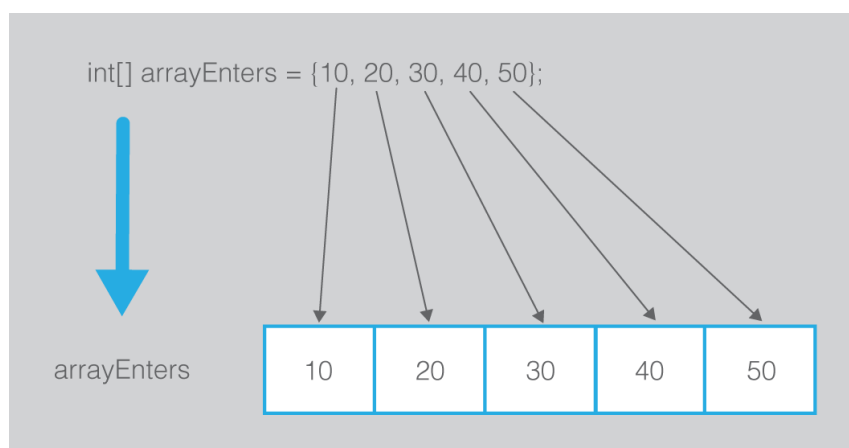 int[] arrayEnters = {10, 20, 30, 40, 50};
arrayEnters 10 20 30 40 50